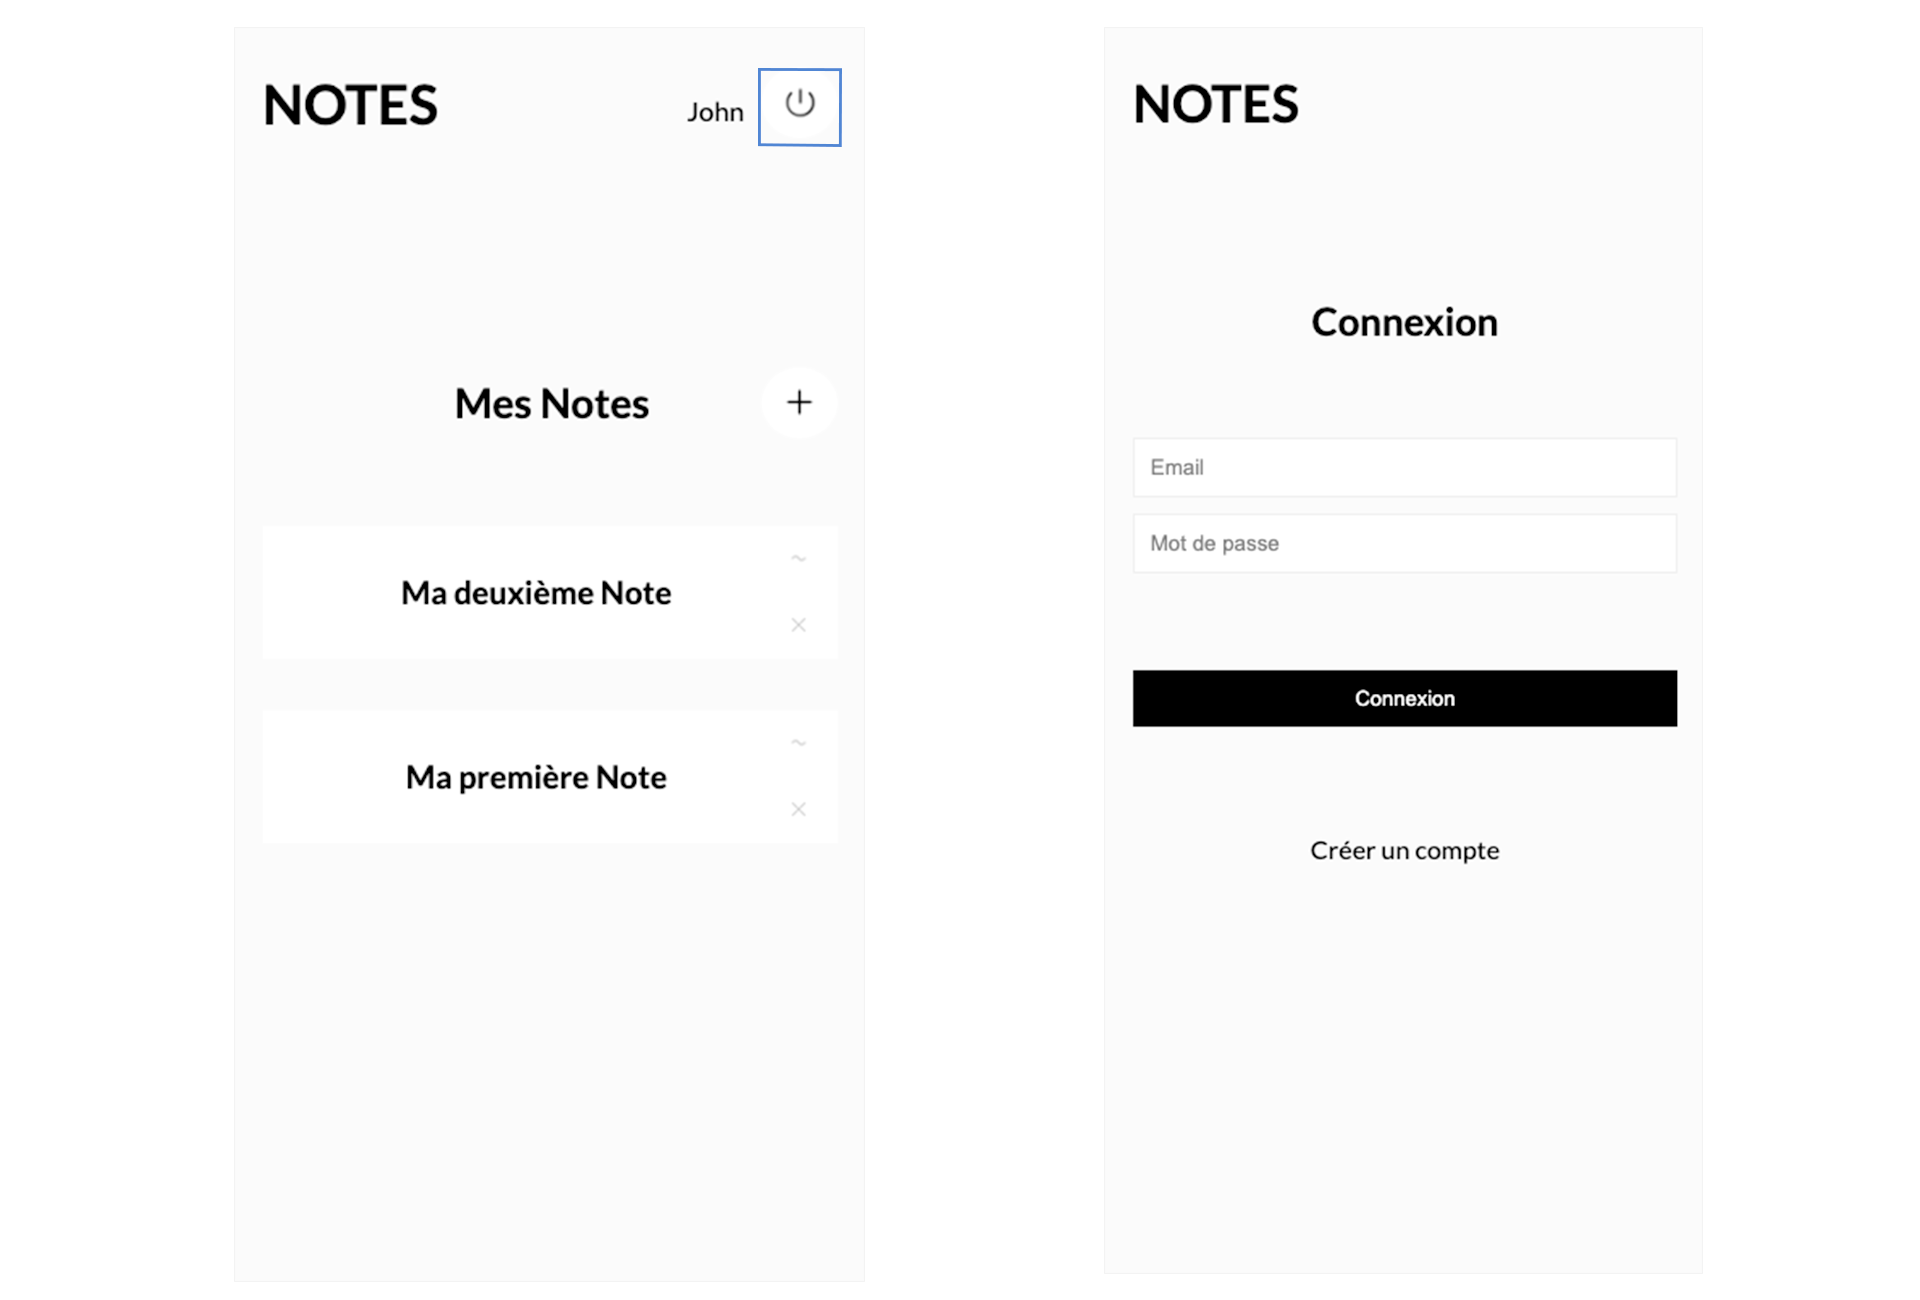 NOTES
John
Mes Notes
+
Ma deuxième Note
~
×
Ma première Note
~
×
NOTES
Connexion
Email
Mot de passe
Connexion
Créer un compte